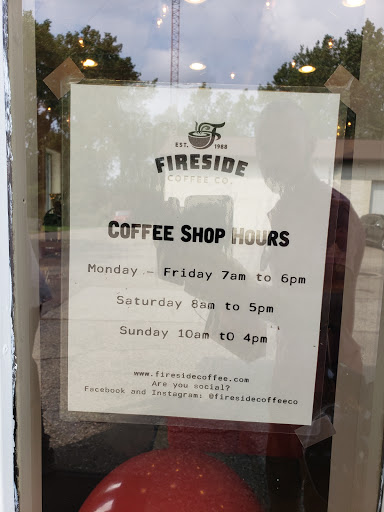 EST. 1988
FIRESIDE
COFFEE CO.
COFFEE SHOP HOURS
Monday - Friday 7am to 6pm
Saturday 8am to 5pm
Sunday 10am tO 4pm
www.firesidecoffee.com
Are you social?
Facebook and Instagram: @firesidecoffeeco